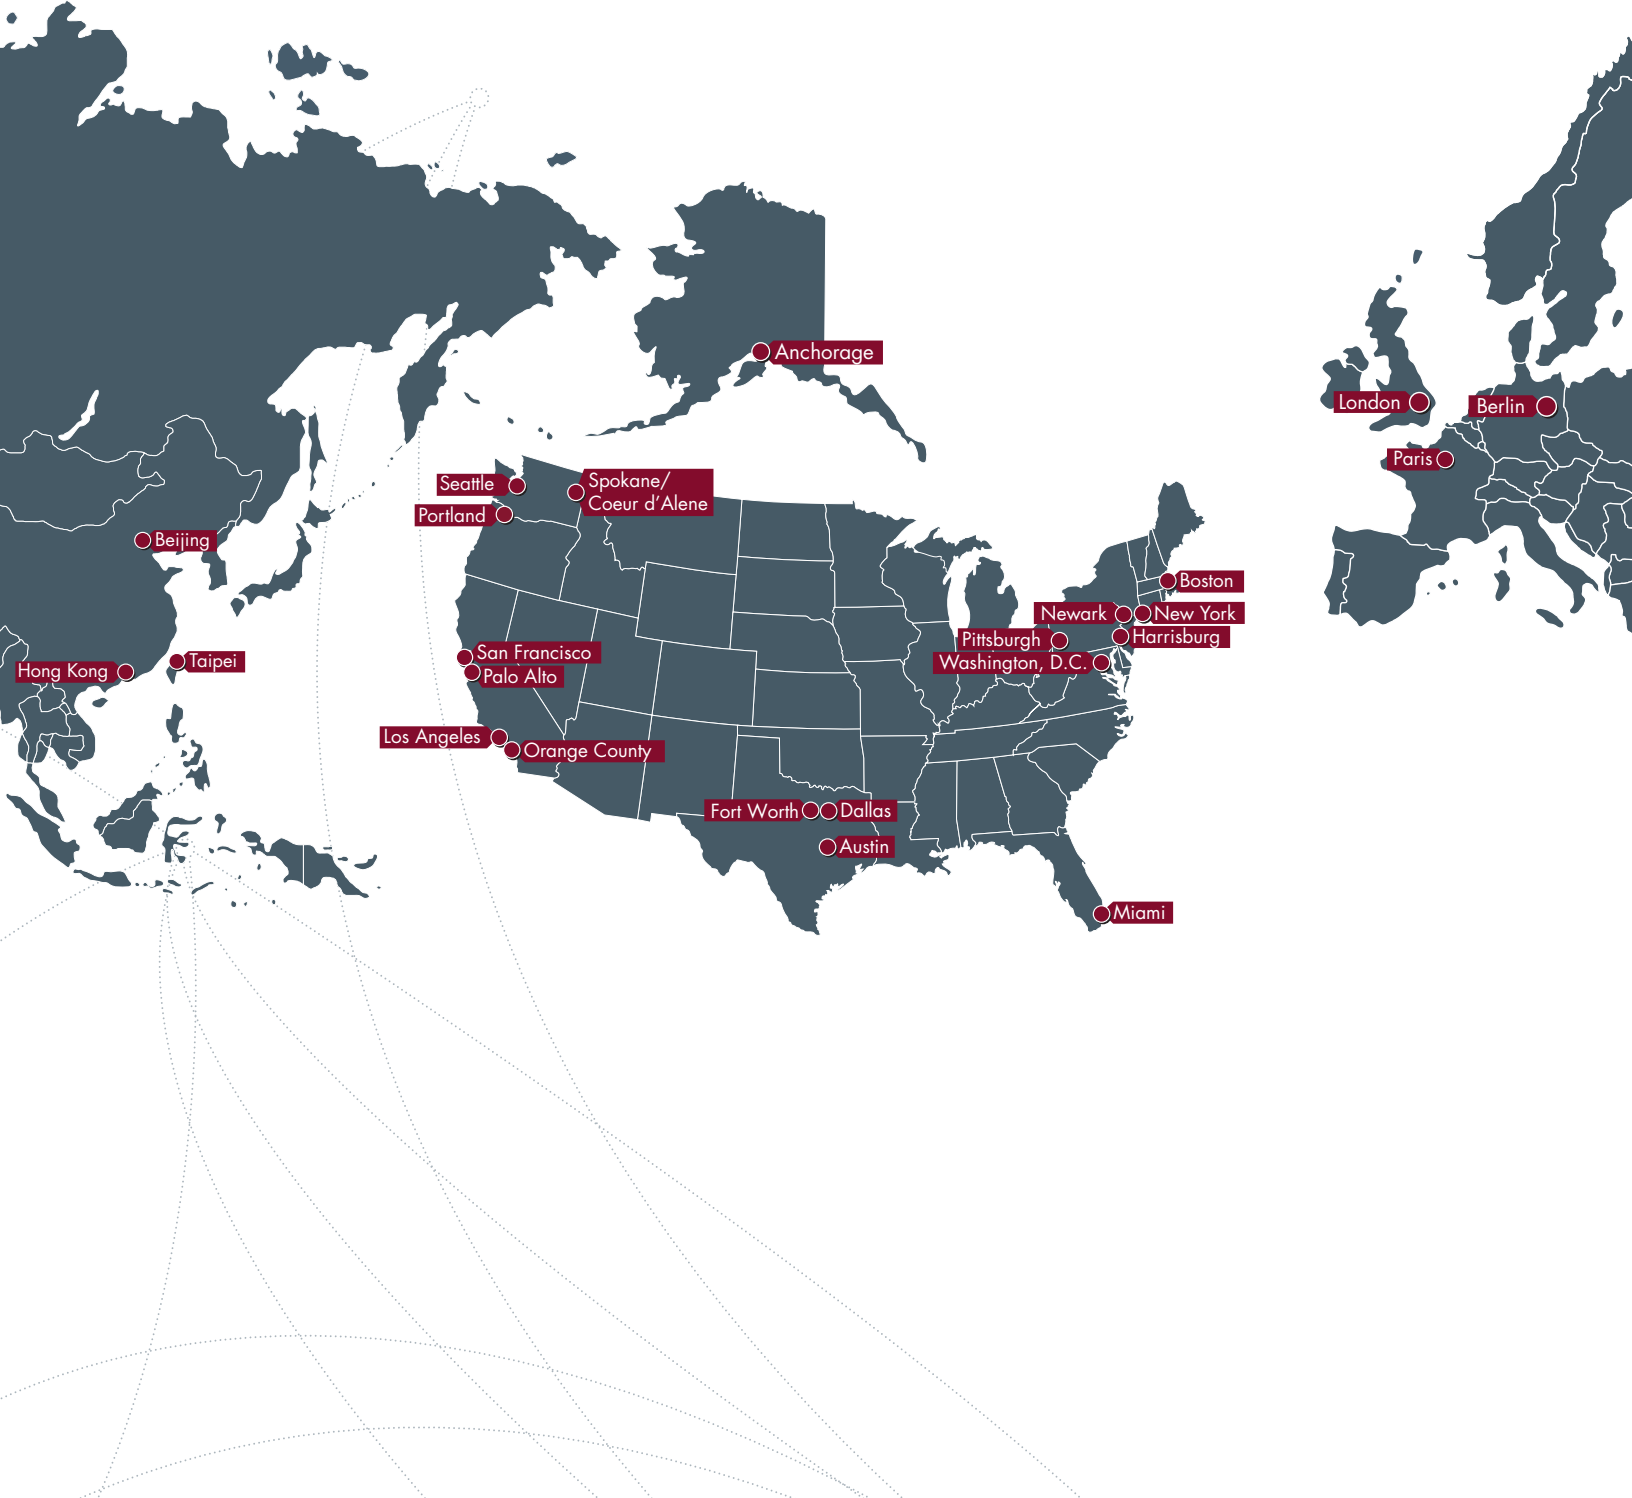 Anchorage
London
Berlin
Paris
Seattle
Spokane/
Coeur d'Alene
Portland
Beijing
Boston
Newark
New York
Pittsburgh
Harrisburg
San Francisco
Taipei
Washington, D.C.
Hong Kong
Palo Alto
Los Angeles
Orange County
Fort Worth
Dallas
Austin
Miami